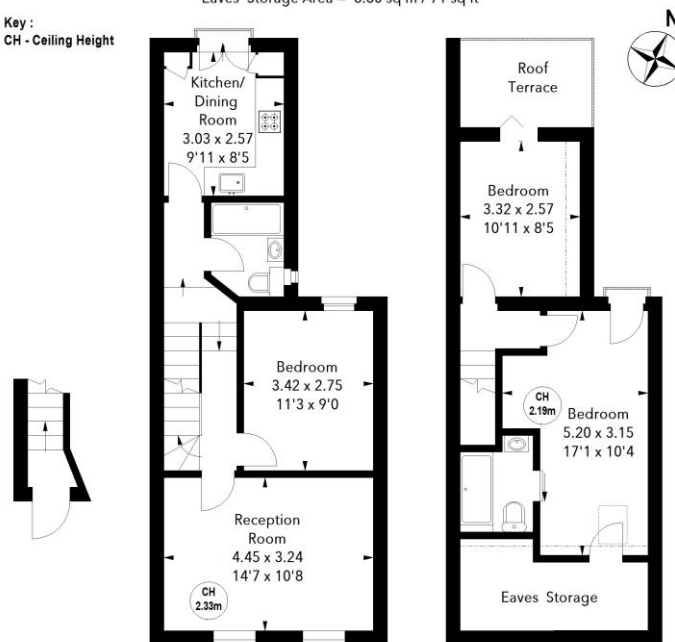 Eaves Storage Area = 6.60 sq m / 71 sq ft
Key :
CH - Ceiling Height
N
Kitchen/
Dining
Room
3.03 x 2.57
9'11 x 8'5
Bedroom
3.42 x 2.75
11'3 x 9'0
Reception
Room
4.45 x 3.24
14'7 x 10'8
CH
2.33m
Roof
Terrace
Bedroom
3.32 x 2.57
10'11 x 8'5
CH
2.19m
Bedroom
5.20 x 3.15
17'1 x 10'4
Eaves Storage